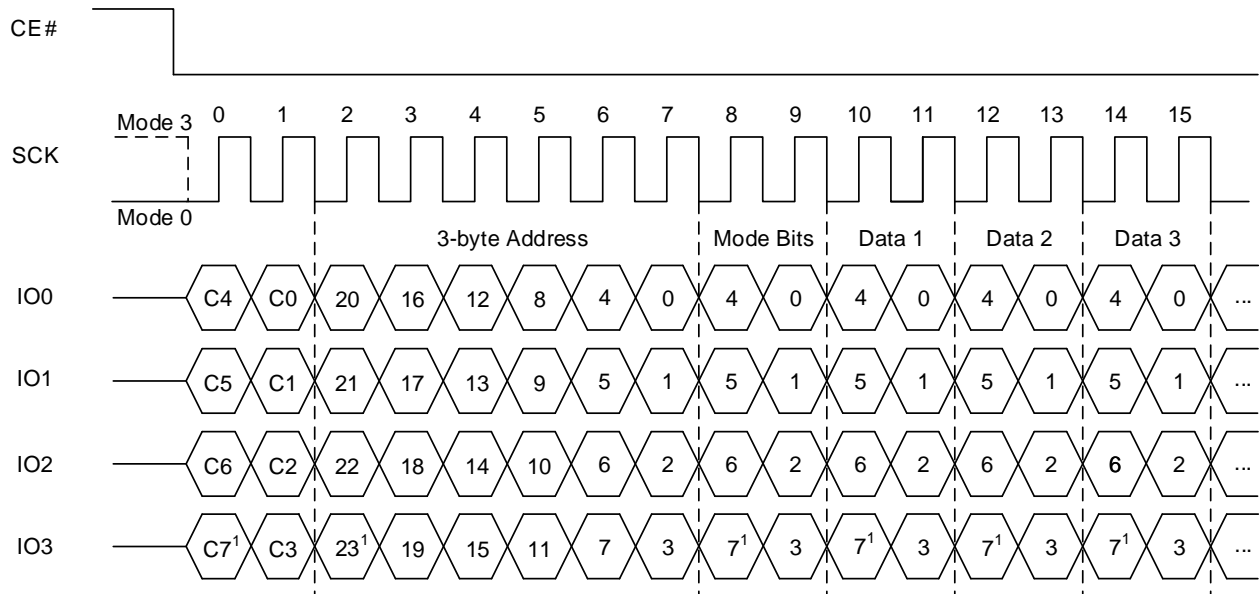 CE#
Mode 3 0 1 2 3 4 5 6 7 8 9 10 11 12 13 14 15
SCK
Mode 0
3-byte Address Mode Bits Data 1 Data 2 Data 3
IO0 C4 C0 20 16 12 8 4 0 4 0 4 0 4 0 4 0 ...
IO1 C5 C1 21 17 13 9 5 1 5 1 5 1 5 1 5 1 ...
IO2 C6 C2 22 18 14 10 6 2 6 2 6 2 6 2 6 2 ...
IO3 C7¹ C3 23¹ 19 15 11 7 3 7¹ 3 7¹ 3 7¹ 3 7¹ 3 ...